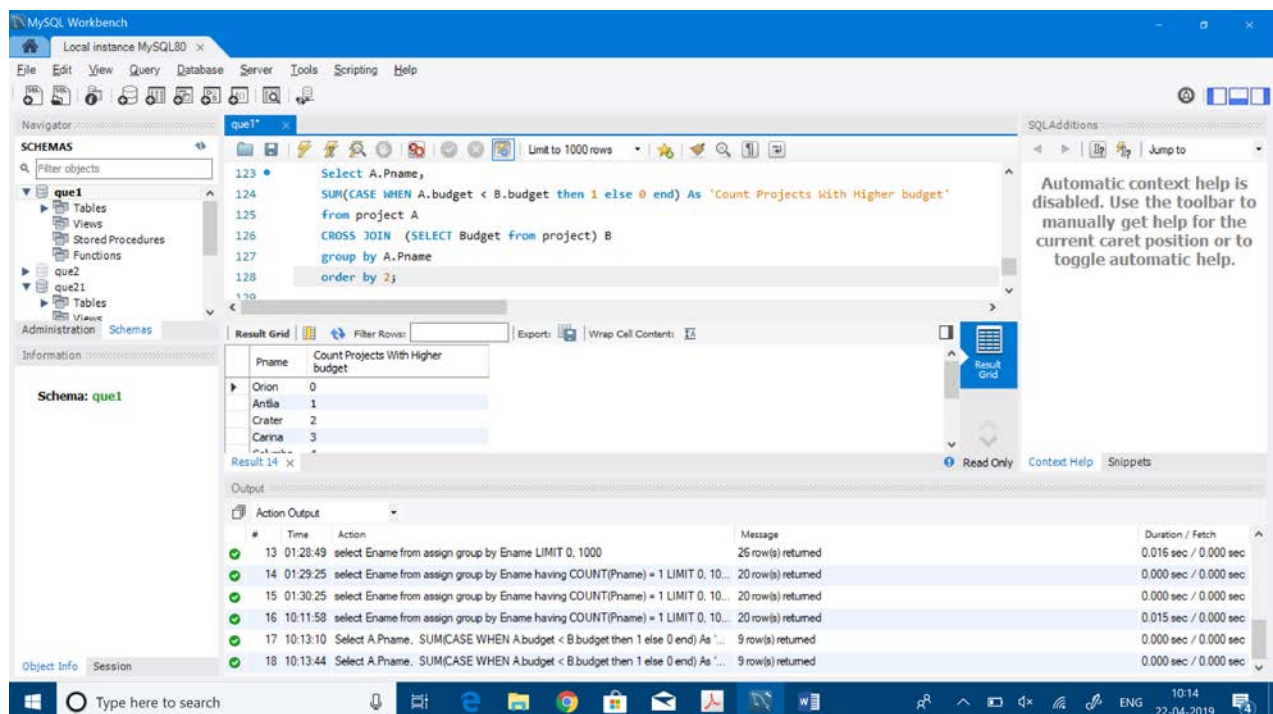 MySQL Workbench
Local instance MySQL80
File Edit View Query Database Server Tools Scripting Help
Navigator
SCHEMAS
Filter objects
que1
Tables
Views
Stored Procedures
Functions
que2
que21
Tables
Views
Administration Schemas
Information
Schema: que1
Object Info Session
que1*
Limit to 1000 rows
123 Select A.Pname,
124 SUM(CASE WHEN A.budget < B.budget then 1 else 0 end) As 'Count Projects With Higher budget'
125 from project A
126 CROSS JOIN (SELECT Budget from project) B
127 group by A.Pname
128 order by 2;
129
Result Grid Filter Rows: Export: Wrap Cell Content:
Pname Count Projects With Higher budget
Orion 0
Antlia 1
Crater 2
Carina 3
Result Grid
Result 14
Read Only
SQLAdditions
Jump to
Automatic context help is
disabled. Use the toolbar to
manually get help for the
current caret position or to
toggle automatic help.
Context Help Snippets
Output
Action Output
# Time Action Message Duration / Fetch
13 01:28:49 select Ename from assign group by Ename LIMIT 0, 1000 26 row(s) returned 0.016 sec / 0.000 sec
14 01:29:25 select Ename from assign group by Ename having COUNT(Pname) = 1 LIMIT 0, 10... 20 row(s) returned 0.000 sec / 0.000 sec
15 01:30:25 select Ename from assign group by Ename having COUNT(Pname) = 1 LIMIT 0, 10... 20 row(s) returned 0.000 sec / 0.000 sec
16 10:11:58 select Ename from assign group by Ename having COUNT(Pname) = 1 LIMIT 0, 10... 20 row(s) returned 0.015 sec / 0.000 sec
17 10:13:10 Select A.Pname, SUM(CASE WHEN A.budget < B.budget then 1 else 0 end) As '... 9 row(s) returned 0.000 sec / 0.000 sec
18 10:13:44 Select A.Pname, SUM(CASE WHEN A.budget < B.budget then 1 else 0 end) As '... 9 row(s) returned 0.000 sec / 0.000 sec
Type here to search
ENG
10:14
22-04-2019